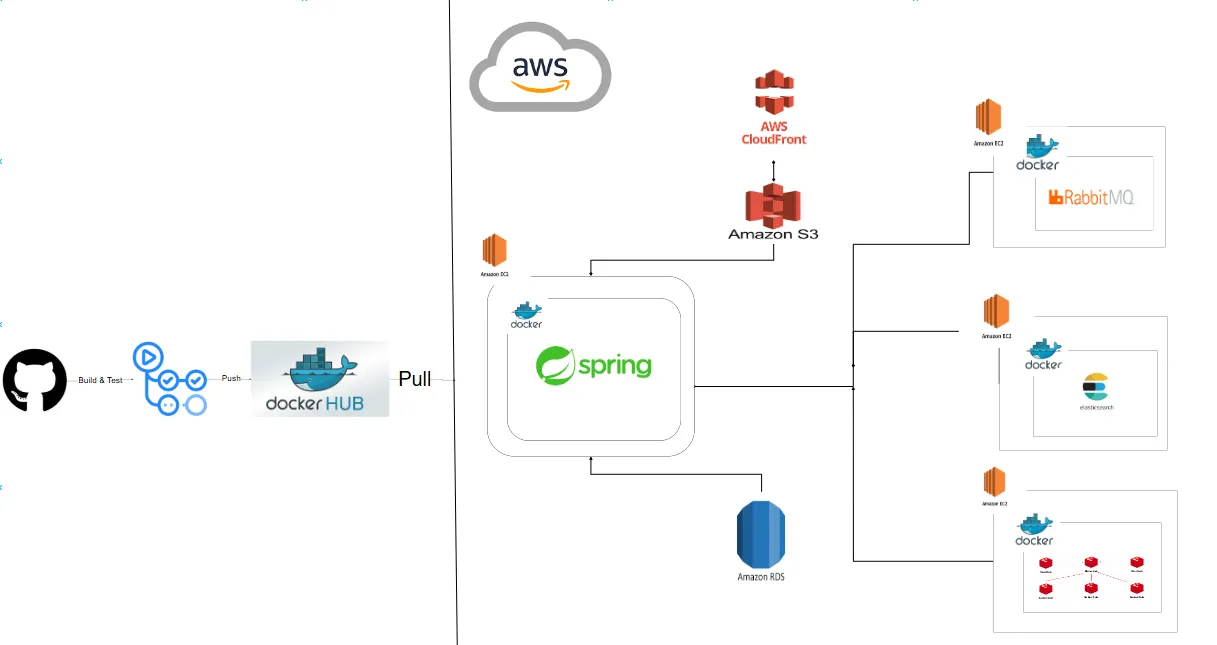 aws
AWS
CloudFront
Amazon S3
Amazon EC2
docker
RabbitMQ
Amazon EC2
docker
spring
Amazon EC2
docker
elasticsearch
Build & Test
Push
docker HUB
Pull
Amazon RDS
Amazon EC2
docker